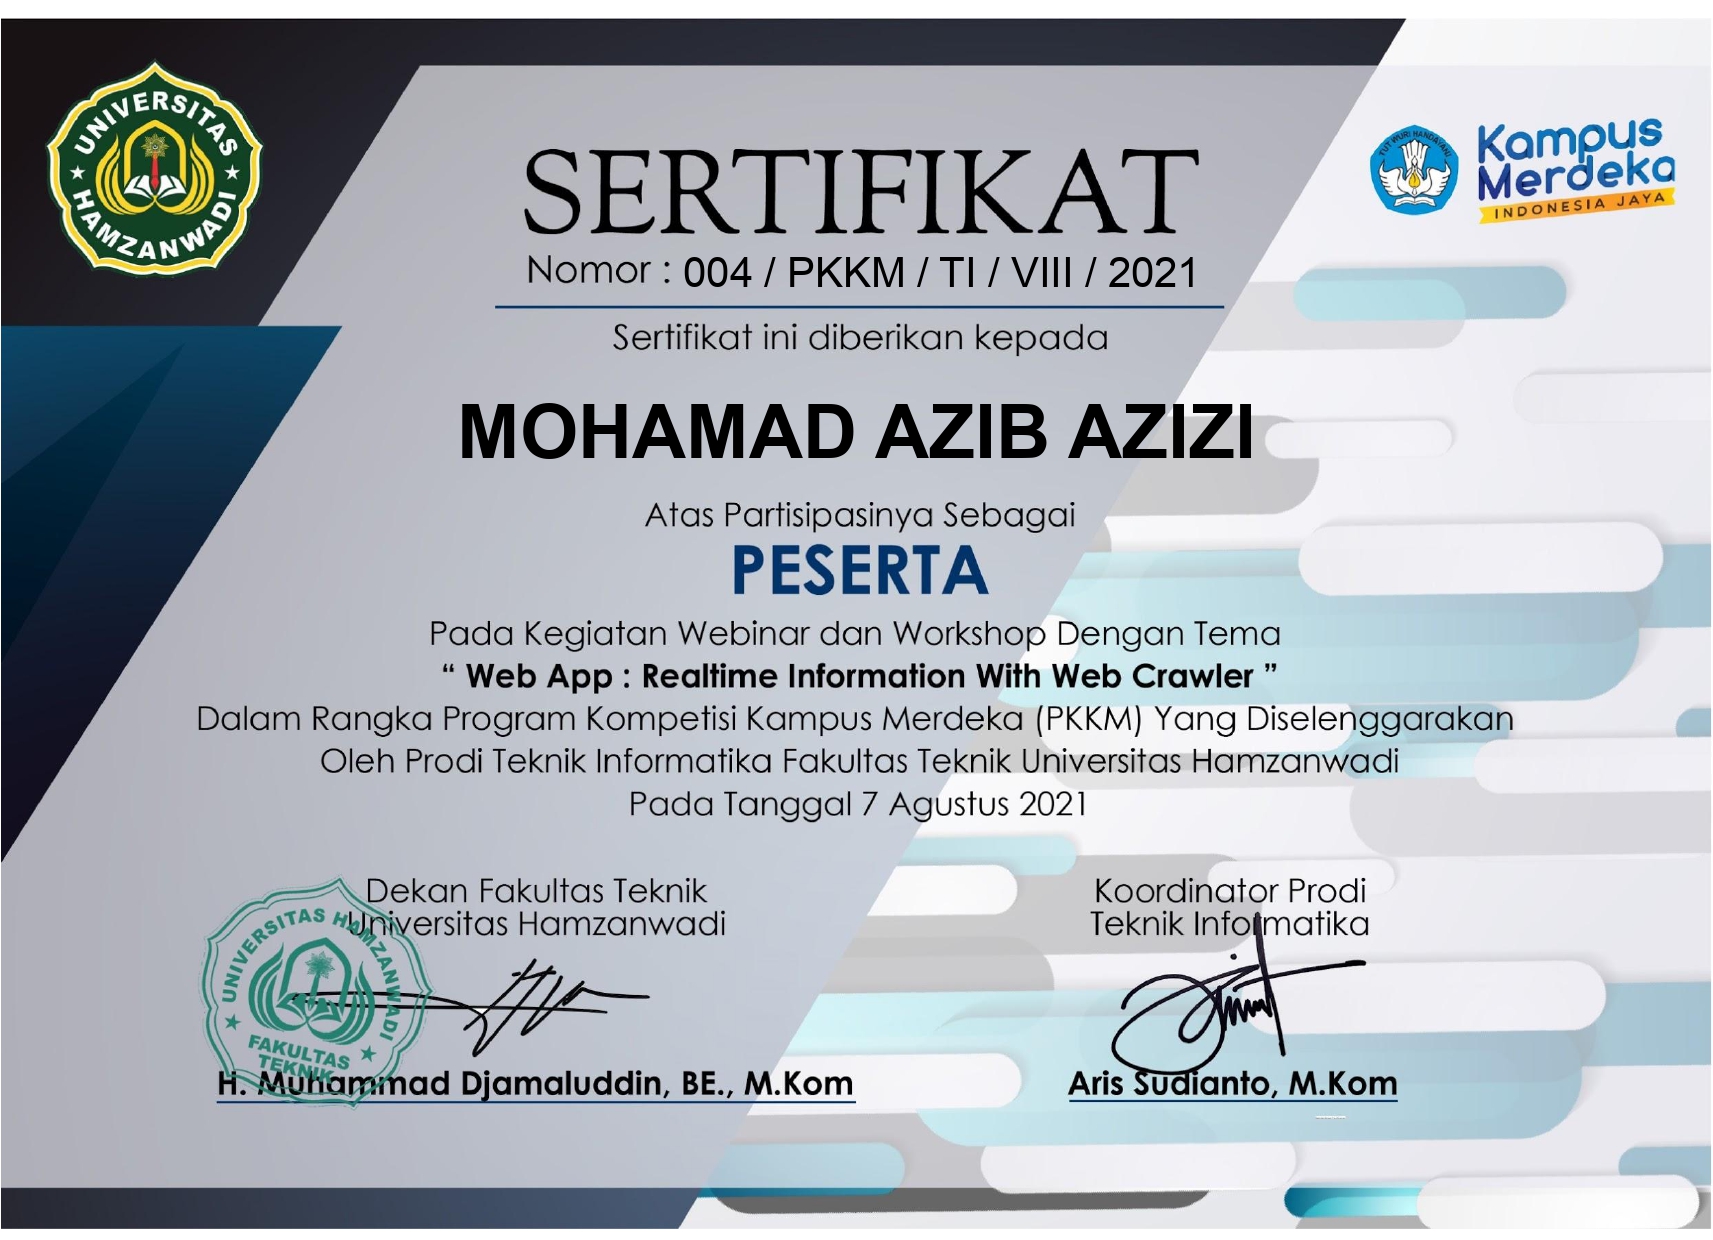 UNIVERSITAS HAMZANWADI
TUT WURI HANDAYANI
Kampus
Merdeka
INDONESIA JAYA
SERTIFIKAT
Nomor : 004 / PKKM / TI / VIII / 2021
Sertifikat ini diberikan kepada
MOHAMAD AZIB AZIZI
Atas Partisipasinya Sebagai
PESERTA
Pada Kegiatan Webinar dan Workshop Dengan Tema
“ Web App : Realtime Information With Web Crawler ”
Dalam Rangka Program Kompetisi Kampus Merdeka (PKKM) Yang Diselenggarakan
Oleh Prodi Teknik Informatika Fakultas Teknik Universitas Hamzanwadi
Pada Tanggal 7 Agustus 2021
Dekan Fakultas Teknik
Universitas Hamzanwadi
UNIVERSITAS HAMZANWADI
FAKULTAS
TEKNIK
H. Muhammad Djamaluddin, BE., M.Kom
Koordinator Prodi
Teknik Informatika
Aris Sudianto, M.Kom